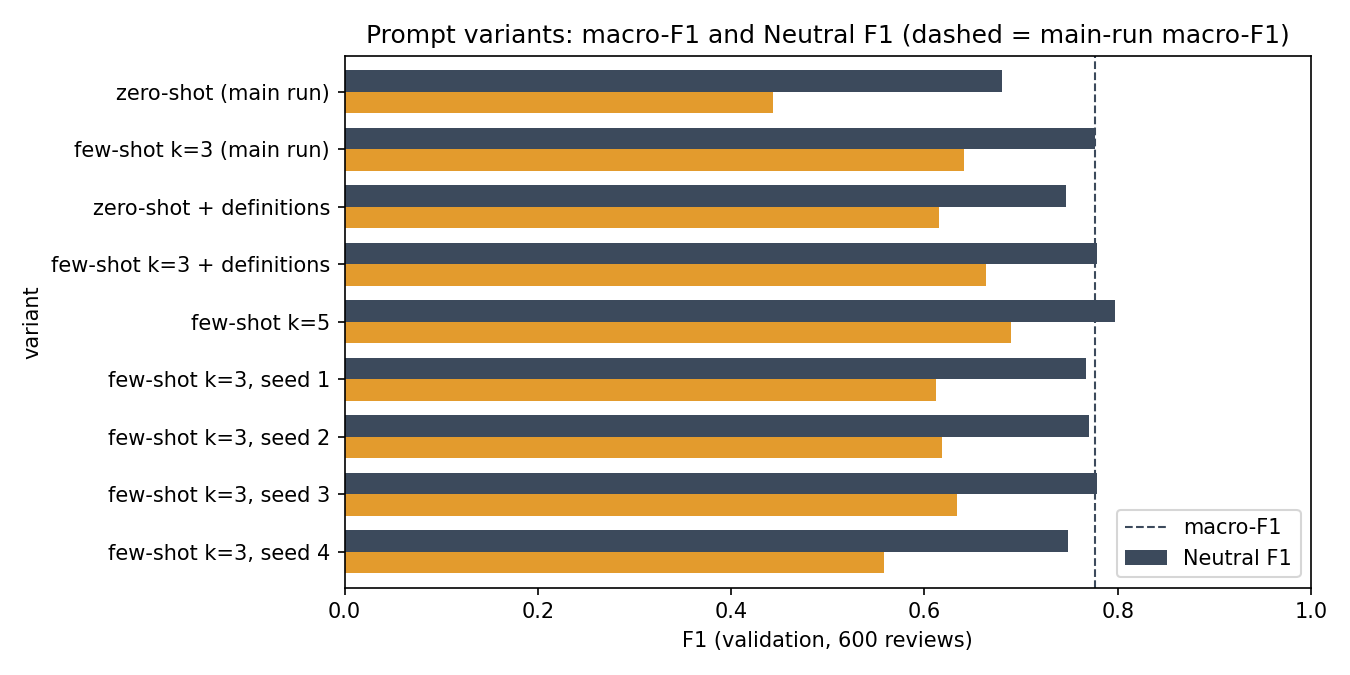 Prompt variants: macro-F1 and Neutral F1 (dashed = main-run macro-F1)
variant
zero-shot (main run)
few-shot k=3 (main run)
zero-shot + definitions
few-shot k=3 + definitions
few-shot k=5
few-shot k=3, seed 1
few-shot k=3, seed 2
few-shot k=3, seed 3
few-shot k=3, seed 4
macro-F1
Neutral F1
0.0 0.2 0.4 0.6 0.8 1.0
F1 (validation, 600 reviews)